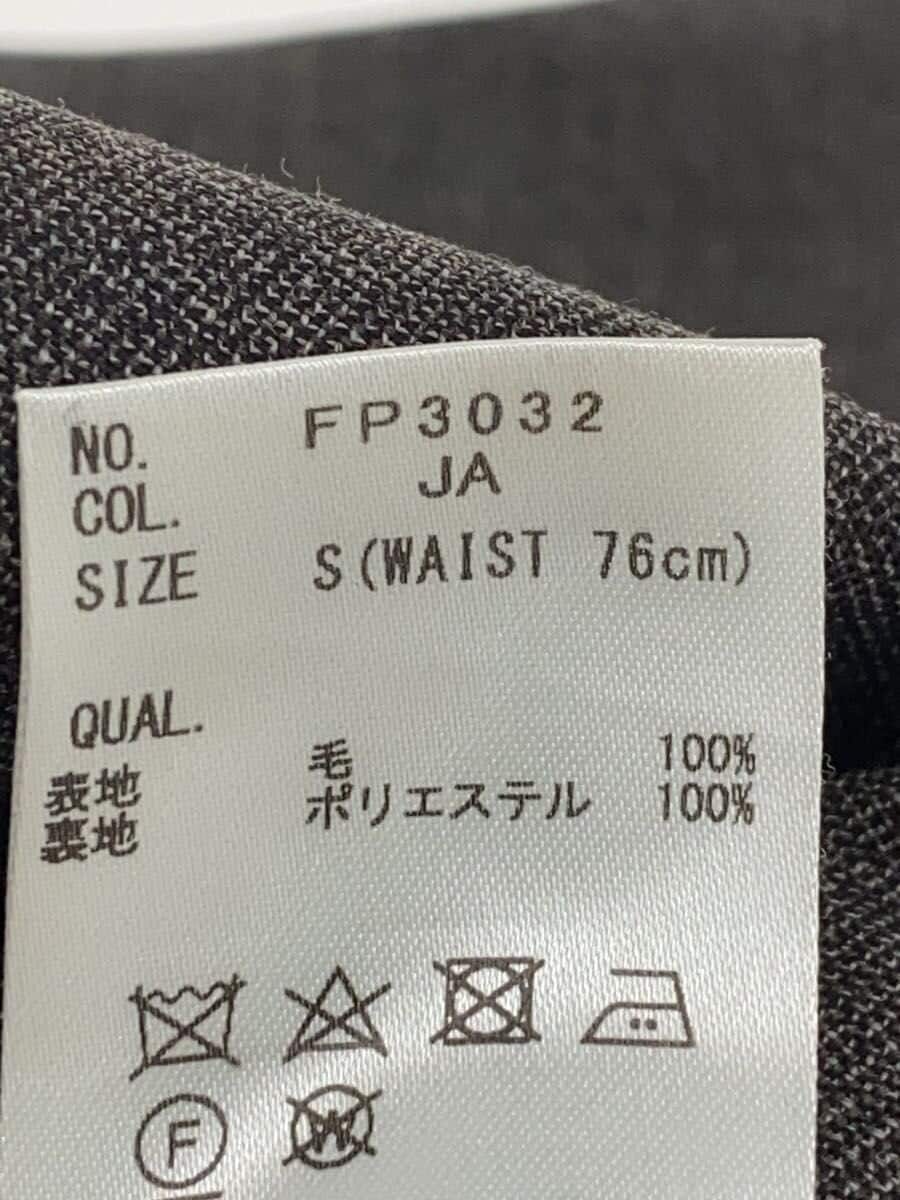 NO. FP3032
COL. JA
SIZE S(WAIST 76cm)
QUAL.
表地 毛 100%
裏地 ポリエステル 100%
F W